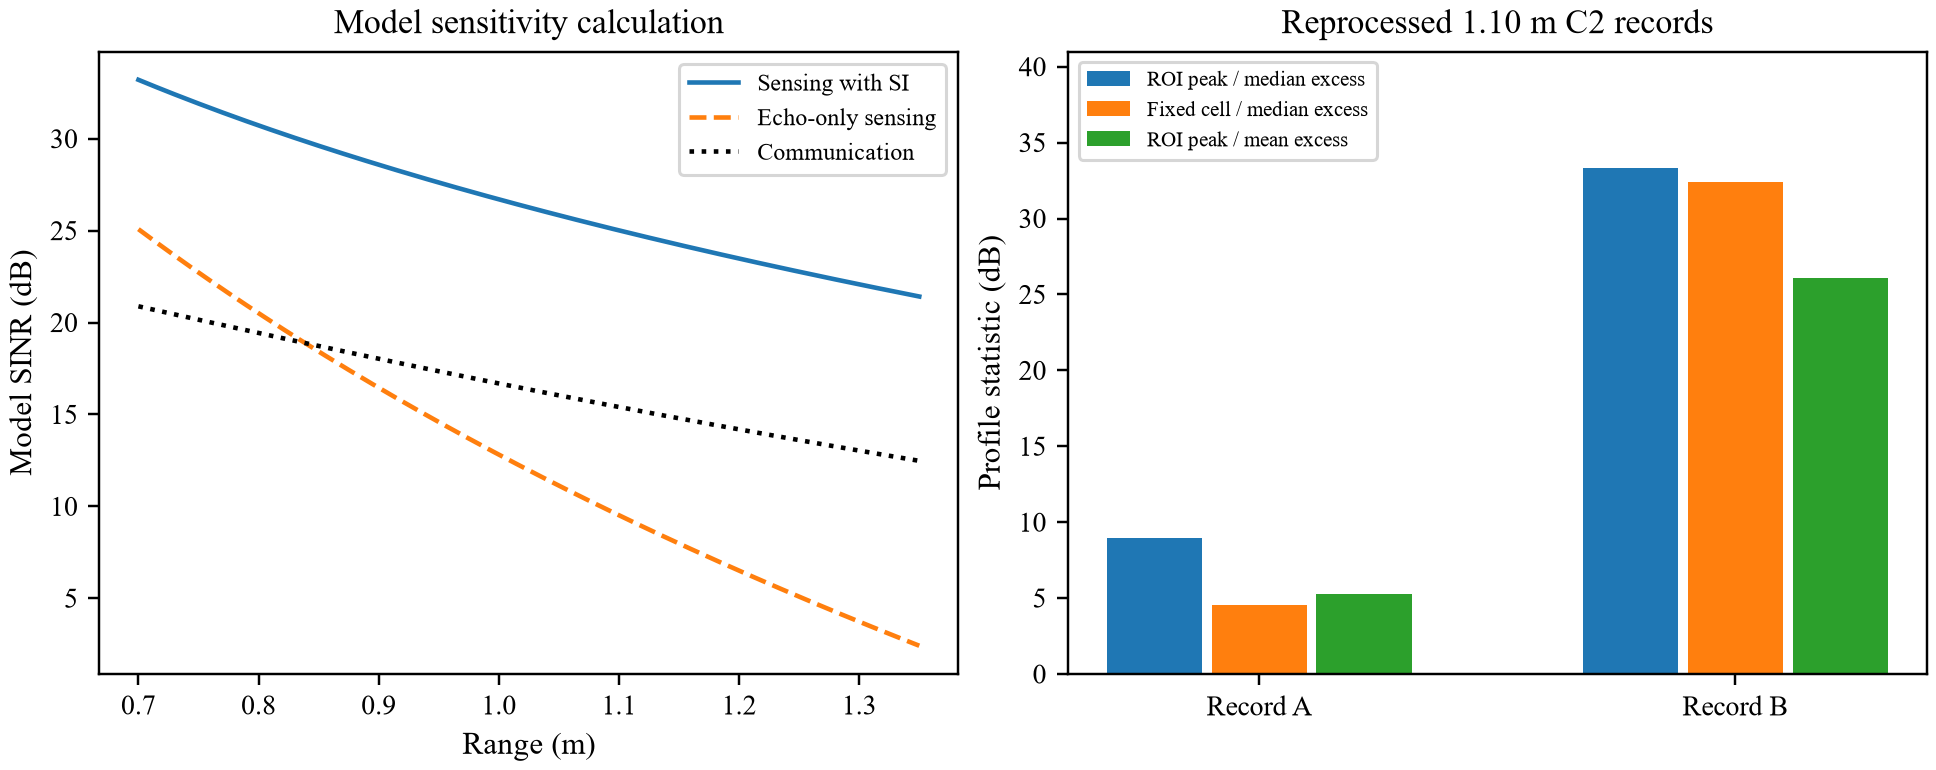 Model sensitivity calculation
Model SINR (dB)
30
25
20
15
10
5
Sensing with SI
Echo-only sensing
Communication
0.7 0.8 0.9 1.0 1.1 1.2 1.3
Range (m)
Reprocessed 1.10 m C2 records
Profile statistic (dB)
40
35
30
25
20
15
10
5
0
ROI peak / median excess
Fixed cell / median excess
ROI peak / mean excess
Record A Record B